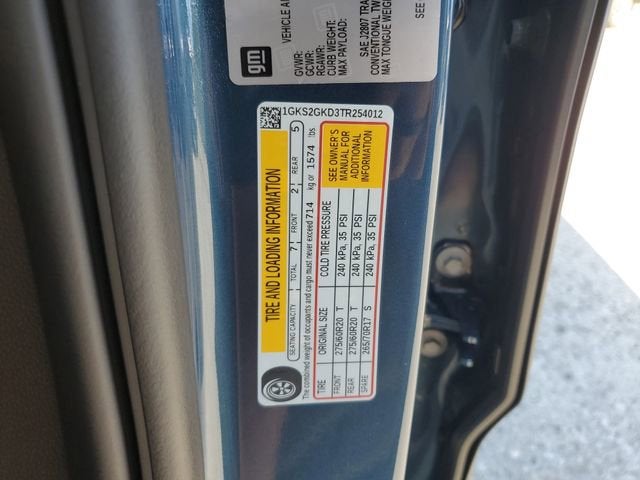 gm
VEHICLE
GVWR:
GCWR:
RGAWR:
CURB WEIGHT:
MAX PAYLOAD:
SEE
SAE J2807
CONVENTIONAL
MAX TONGUE
1GKS2GKD3TR254012
TIRE AND LOADING INFORMATION
SEATING CAPACITY | TOTAL 7 | FRONT 2 | REAR 5
The combined weight of occupants and cargo must never exceed 714 kg or 1574 lbs
TIRE ORIGINAL SIZE COLD TIRE PRESSURE
FRONT 275/60R20 T 240 kPa, 35 PSI
REAR 275/60R20 T 240 kPa, 35 PSI
SPARE 265/70R17 S 240 kPa, 35 PSI
SEE OWNER'S
MANUAL FOR
ADDITIONAL
INFORMATION